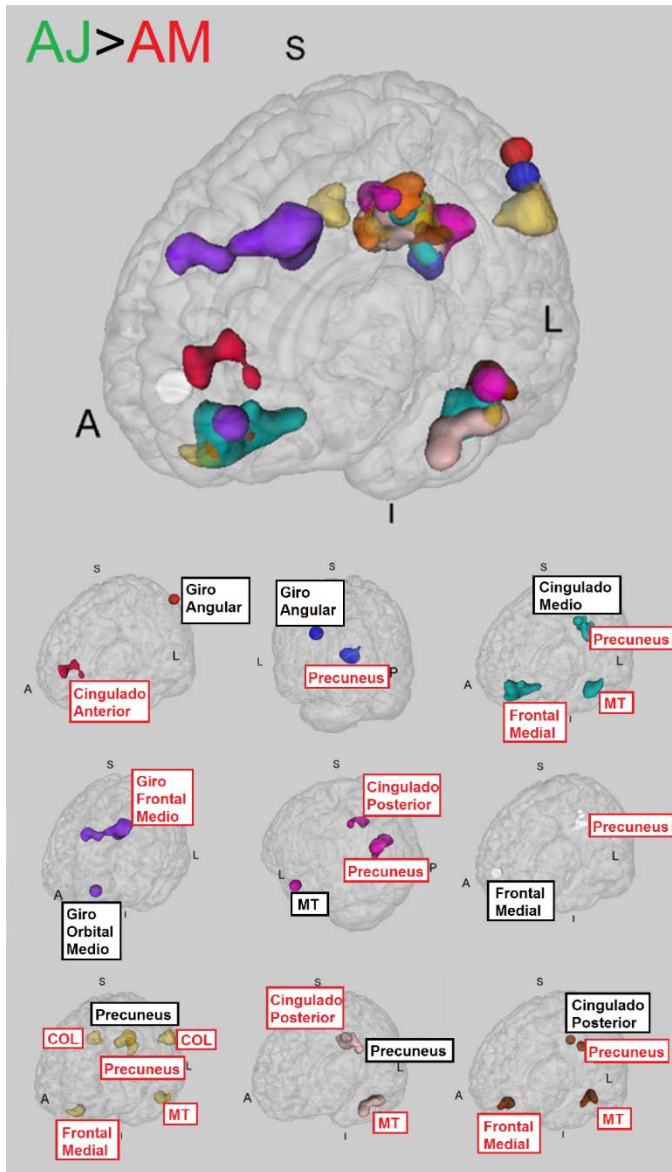 AJ>AM
S
L
A
I
S
Giro
Angular
L
A
Cingulado
Anterior
I
S
Giro
Angular
L
Precuneus
P
I
S
Cingulado
Medio
Precuneus
L
A
MT
Frontal
Medial
I
S
Giro
Frontal
Medio
L
A
I
Giro
Orbital
Medio
S
Cingulado
Posterior
Precuneus
P
L
MT
S
Precuneus
L
A
Frontal
Medial
I
S
Precuneus
COL
COL
Precuneus
L
A
MT
Frontal
Medial
I
S
Cingulado
Posterior
Precuneus
L
A
MT
I
S
Cingulado
Posterior
Precuneus
L
A
Frontal
Medial
MT
I